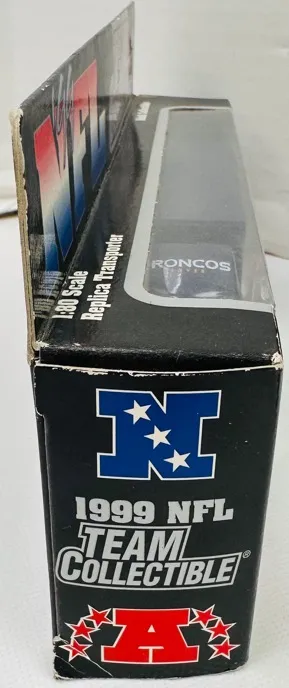 NFL
1:80 Scale
Replica Transporter
RONCOS
N
1999 NFL
TEAM
COLLECTIBLE®
A